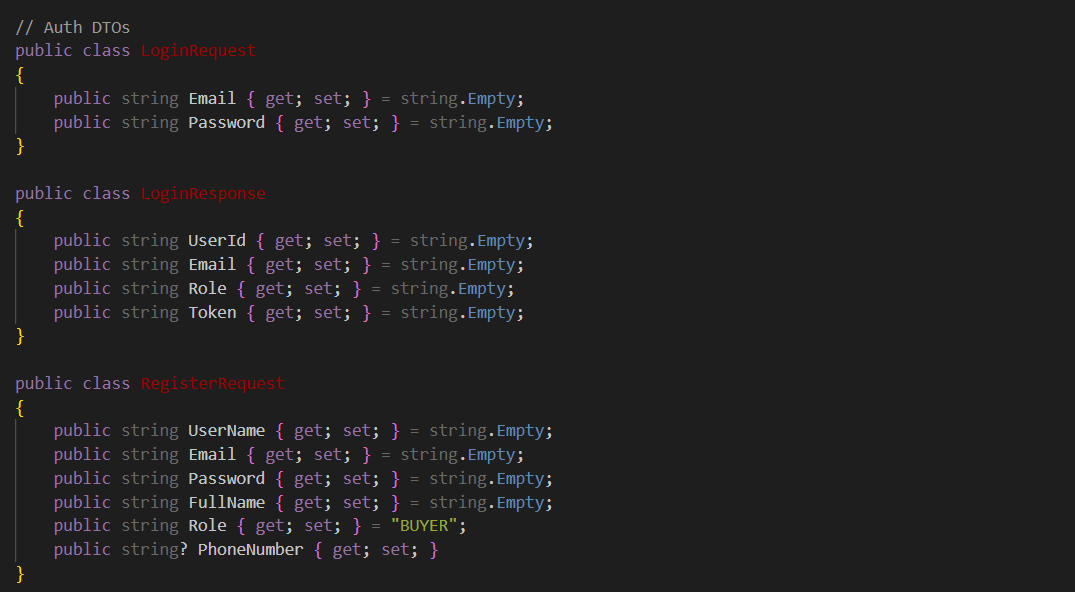 // Auth DTOs
public class LoginRequest
{
    public string Email { get; set; } = string.Empty;
    public string Password { get; set; } = string.Empty;
}

public class LoginResponse
{
    public string UserId { get; set; } = string.Empty;
    public string Email { get; set; } = string.Empty;
    public string Role { get; set; } = string.Empty;
    public string Token { get; set; } = string.Empty;
}

public class RegisterRequest
{
    public string UserName { get; set; } = string.Empty;
    public string Email { get; set; } = string.Empty;
    public string Password { get; set; } = string.Empty;
    public string FullName { get; set; } = string.Empty;
    public string Role { get; set; } = "BUYER";
    public string? PhoneNumber { get; set; }
}